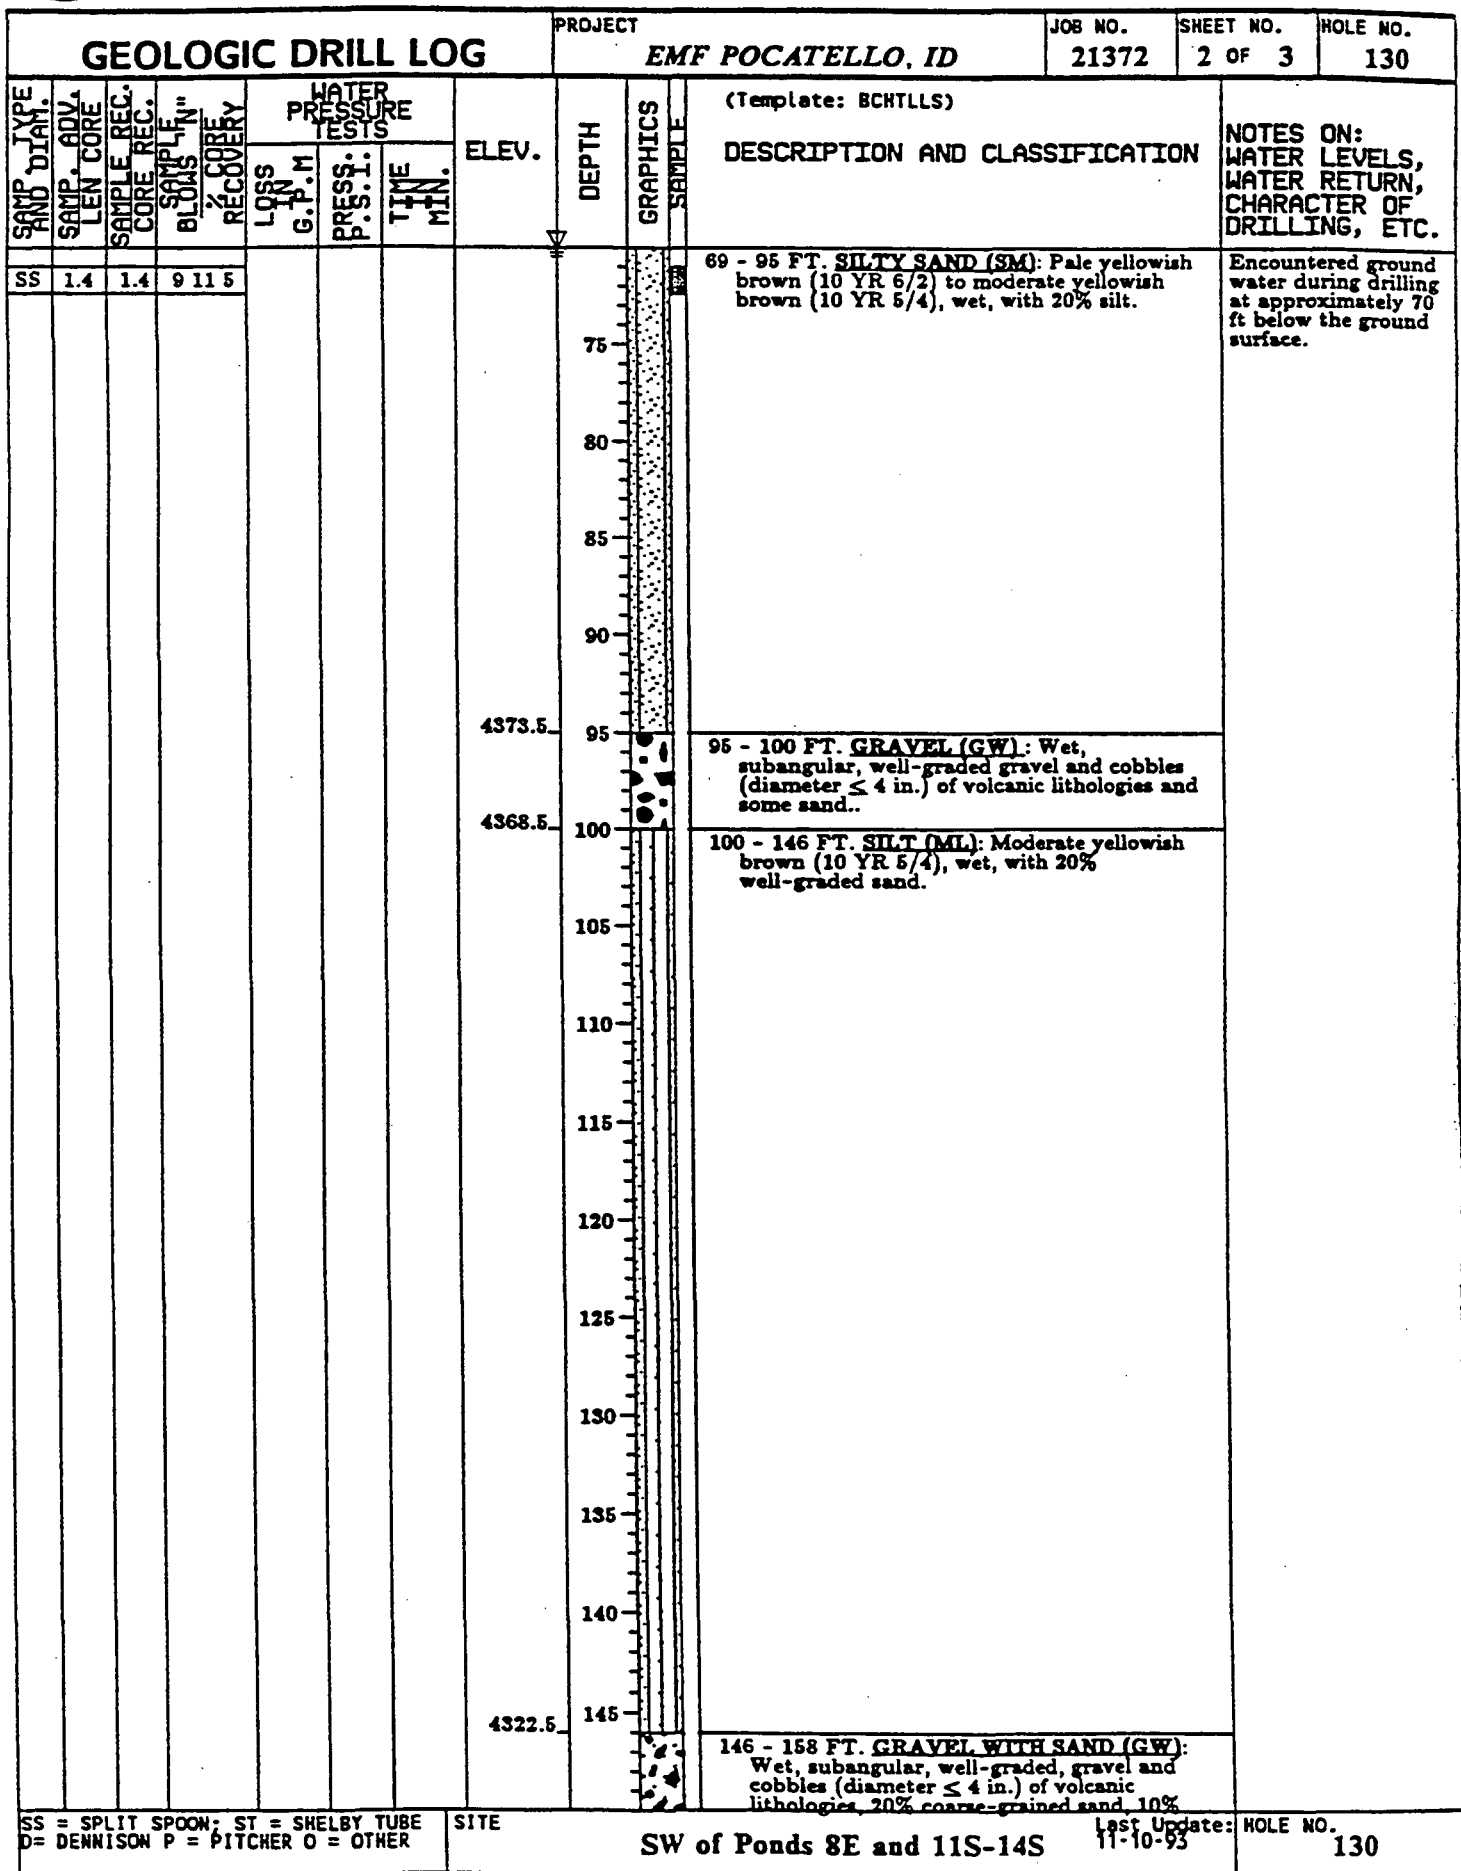 GEOLOGIC DRILL LOG
PROJECT
EMF POCATELLO, ID
JOB NO.
21372
SHEET NO.
2 OF 3
HOLE NO.
130
SAMP. TYPE
AND DIAM.
SAMP. ADV.
LEN CORE
SAMPLE REC.
CORE REC.
SAMPLE
BLOWS "N"
% CORE
RECOVERY
WATER
PRESSURE
TESTS
LOSS
IN
G.P.M
PRESS.
P.S.I.
TIME
IN
MIN.
ELEV.
DEPTH
GRAPHICS
SAMPLE
(Template: BCHTLLS)
DESCRIPTION AND CLASSIFICATION
NOTES ON:
WATER LEVELS,
WATER RETURN,
CHARACTER OF
DRILLING, ETC.
SS 1.4 1.4 9 11 5
69 - 95 FT. SILTY SAND (SM): Pale yellowish
brown (10 YR 6/2) to moderate yellowish
brown (10 YR 5/4), wet, with 20% silt.
Encountered ground
water during drilling
at approximately 70
ft below the ground
surface.
75
80
85
90
4373.5
95
95 - 100 FT. GRAVEL (GW) : Wet,
subangular, well-graded gravel and cobbles
(diameter ≤ 4 in.) of volcanic lithologies and
some sand..
4368.5
100
100 - 146 FT. SILT (ML): Moderate yellowish
brown (10 YR 5/4), wet, with 20%
well-graded sand.
105
110
115
120
125
130
135
140
145
4322.5
146 - 158 FT. GRAVEL WITH SAND (GW):
Wet, subangular, well-graded, gravel and
cobbles (diameter ≤ 4 in.) of volcanic
lithologies, 20% coarse-grained sand, 10%
SS = SPLIT SPOON; ST = SHELBY TUBE
D= DENNISON P = PITCHER O = OTHER
SITE
SW of Ponds 8E and 11S-14S
Last Update:
11-10-93
HOLE NO.
130